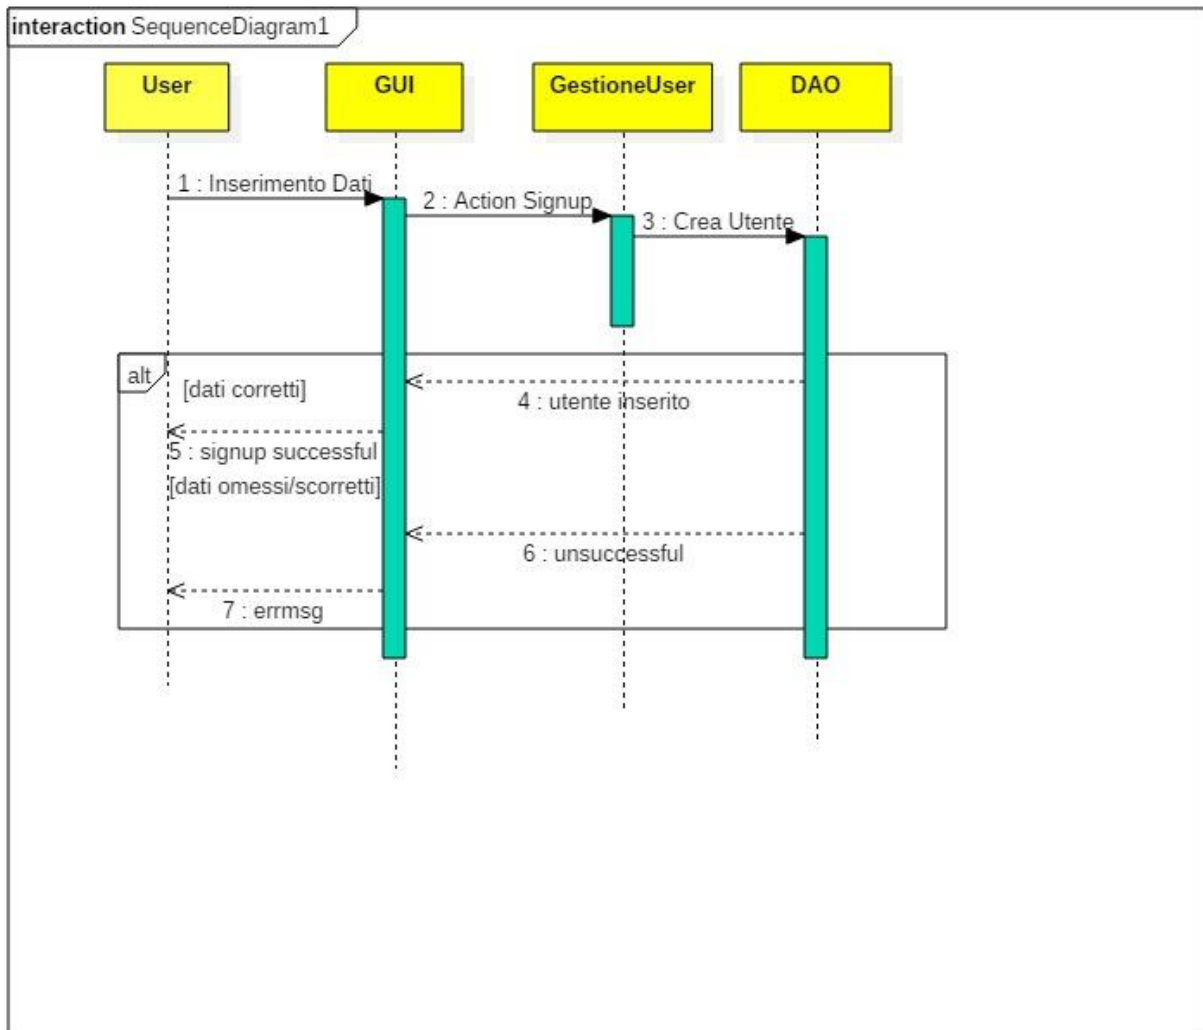 interaction SequenceDiagram1
User
GUI
GestioneUser
DAO
1 : Inserimento Dati
2 : Action Signup
3 : Crea Utente
alt
[dati corretti]
4 : utente inserito
5 : signup successful
[dati omessi/scorretti]
6 : unsuccessful
7 : errmsg